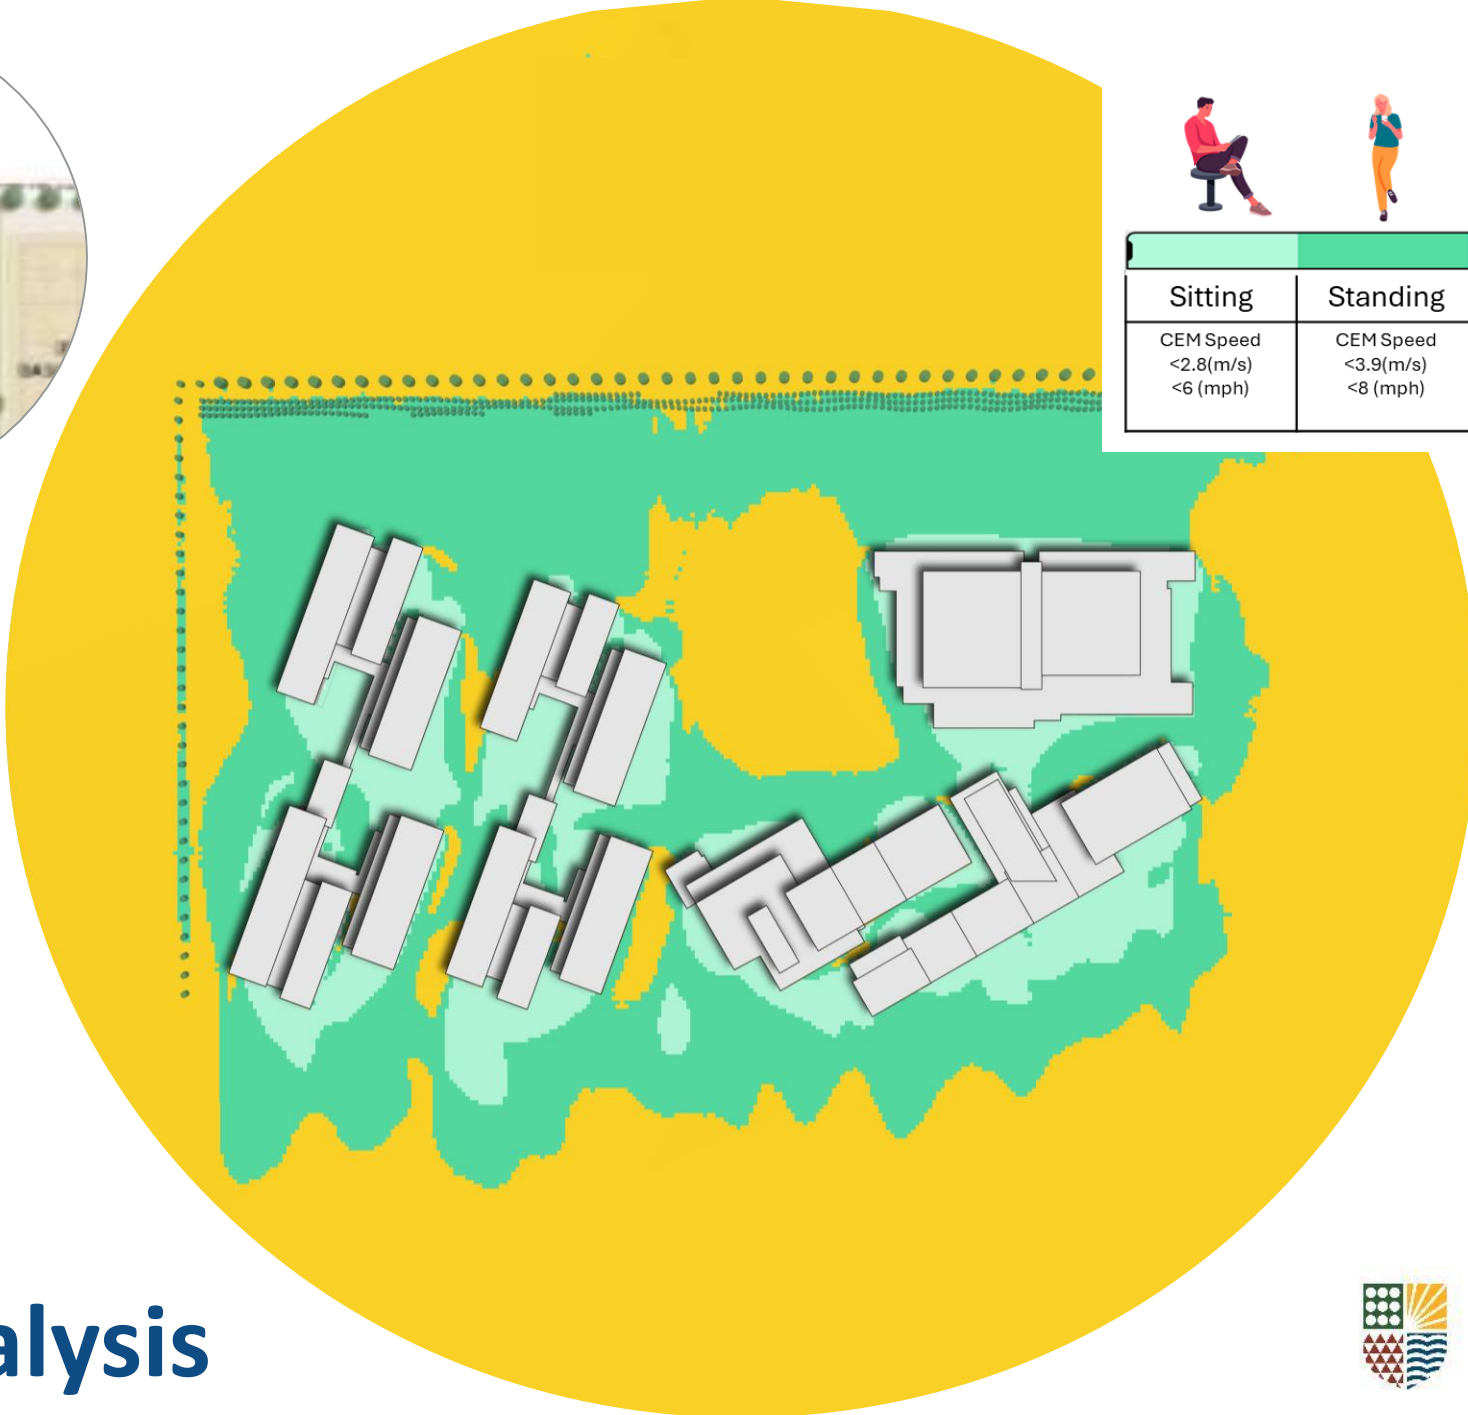 Sitting
Standing
CEM Speed
<2.8(m/s)
<6 (mph)
CEM Speed
<3.9(m/s)
<8 (mph)
alysis